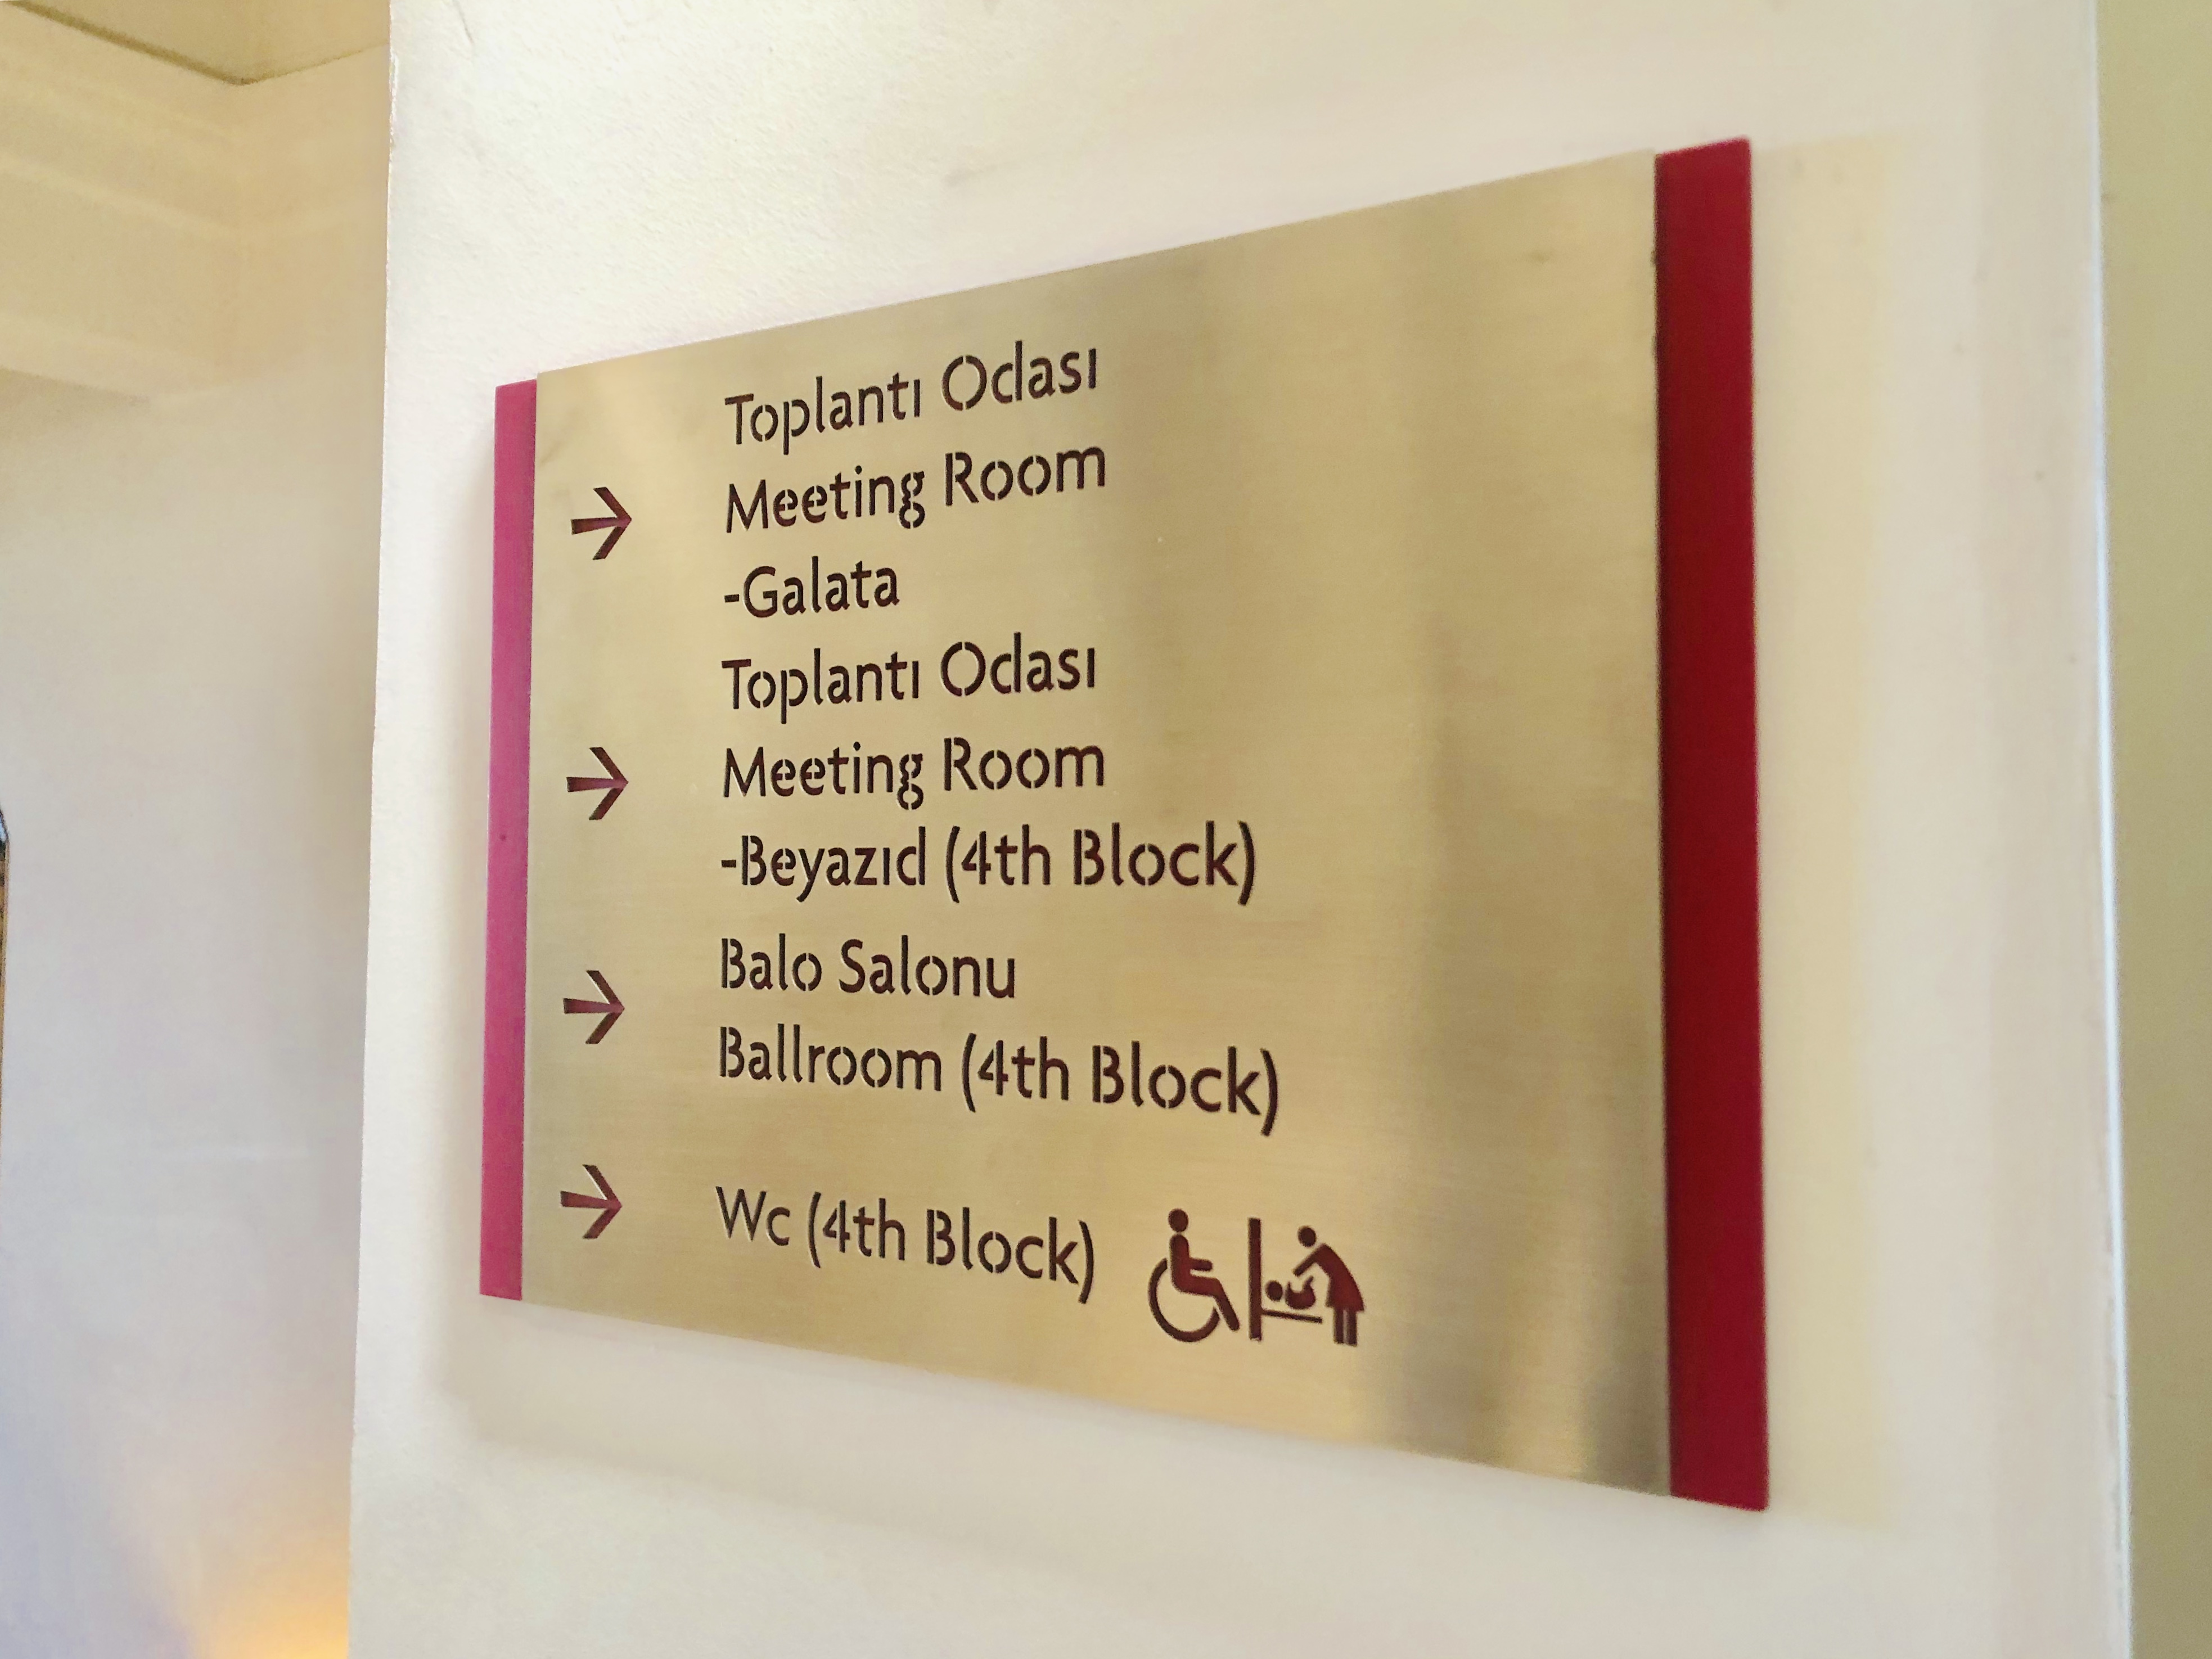 Toplantı Odası
Meeting Room
-Galata
Toplantı Odası
Meeting Room
-Beyazıd (4th Block)
Balo Salonu
Ballroom (4th Block)
Wc (4th Block)